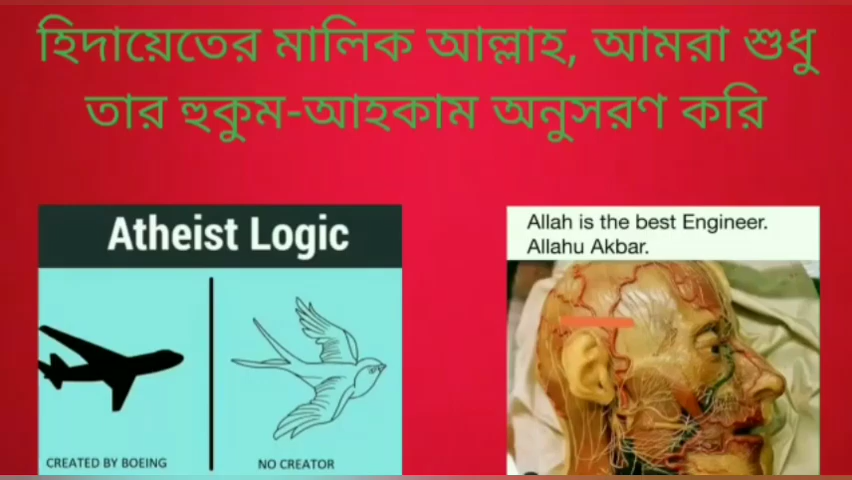 হিদায়েতের মালিক আল্লাহ, আমরা শুধু
তার হুকুম-আহকাম অনুসরণ করি
Atheist Logic
CREATED BY BOEING
NO CREATOR
Allah is the best Engineer.
Allahu Akbar.